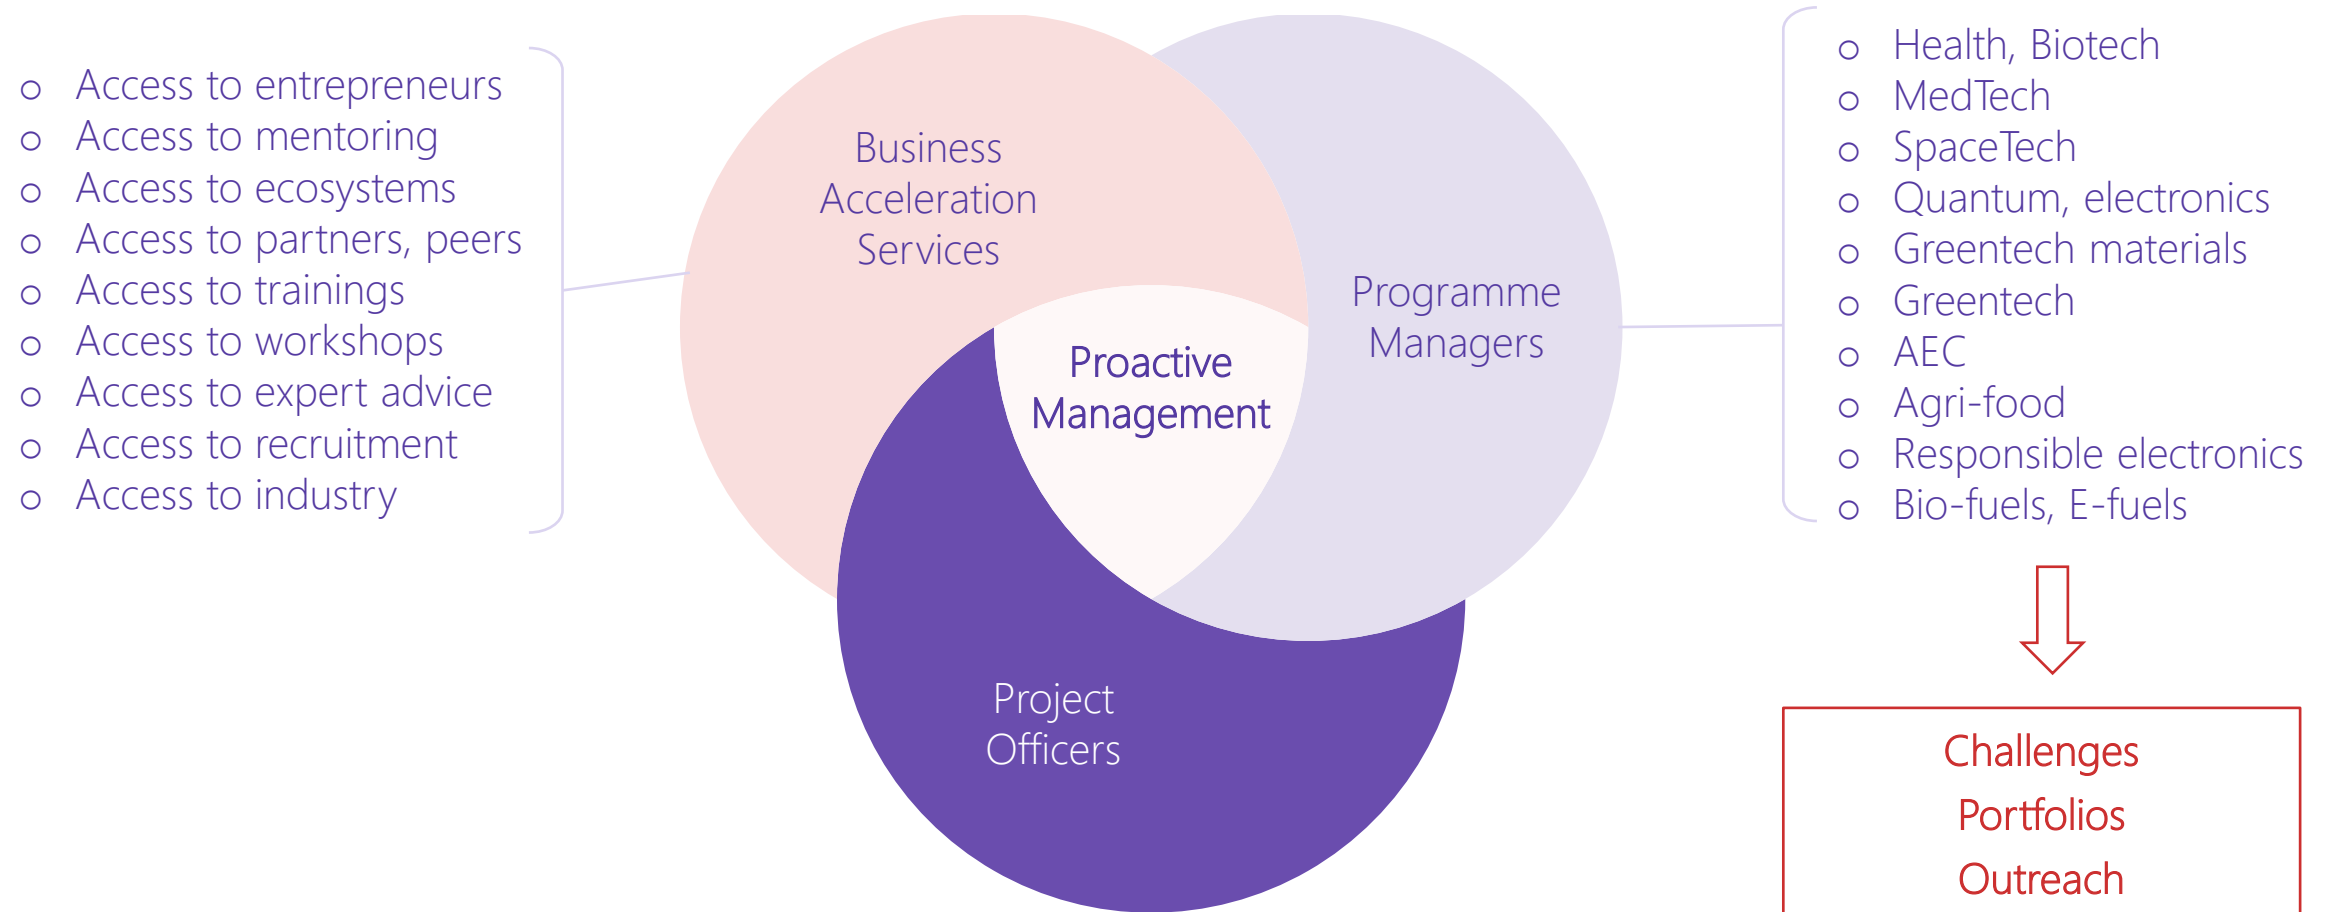 Access to entrepreneurs
Access to mentoring
Access to ecosystems
Access to partners, peers
Access to trainings
Access to workshops
Access to expert advice
Access to recruitment
Access to industry
Business
Acceleration
Services
Programme
Managers
Proactive
Management
Project
Officers
Health, Biotech
MedTech
SpaceTech
Quantum, electronics
Greentech materials
Greentech
AEC
Agri-food
Responsible electronics
Bio-fuels, E-fuels
Challenges
Portfolios
Outreach